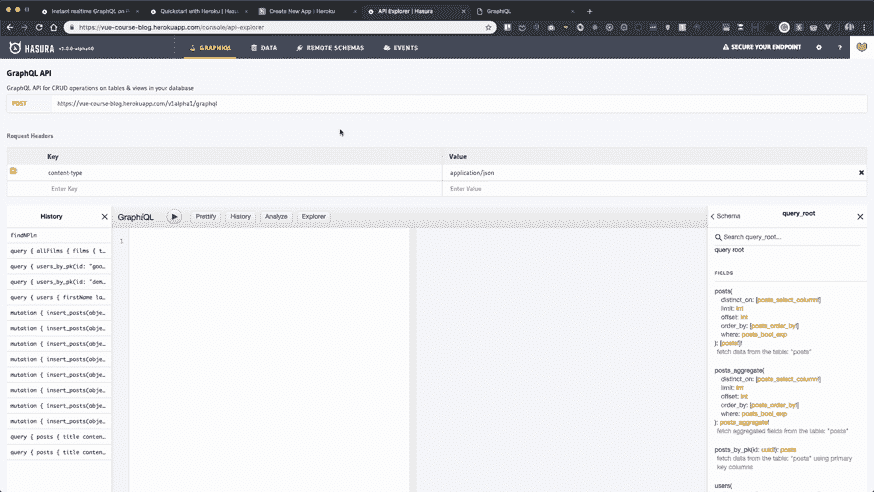 Instant realtime GraphQL on P
Quickstart with Heroku | Hasu
Create New App | Heroku
API Explorer | Hasura
GraphiQL
https://vue-course-blog.herokuapp.com/console/api-explorer
HASURA
GRAPHIQL
DATA
REMOTE SCHEMAS
EVENTS
SECURE YOUR ENDPOINT
?
GraphQL API
GraphQL API for CRUD operations on tables & views in your database
POST
https://vue-course-blog.herokuapp.com/v1alpha1/graphql
Request Headers
Key Value
content-type application/json
Enter Key Enter Value
History
GraphiQL
Prettify
History
Analyze
Explorer
Schema
query_root
findNPln
query { allFilms { films { t…
query { users_by_pk(id: "goo…
query { users_by_pk(id: "dem…
query { users { firstName la…
mutation { insert_posts(obje…
mutation { insert_posts(obje…
mutation { insert_posts(obje…
mutation { insert_posts(obje…
mutation { insert_posts(obje…
mutation { insert_posts(obje…
mutation { insert_posts(obje…
mutation { insert_posts(obje…
query { posts { title conten…
query { posts { title conten…
1
Search query_root...
query root
FIELDS
posts(
distinct_on: [posts_select_column!]
limit: Int
offset: Int
order_by: [posts_order_by!]
where: posts_bool_exp
): [posts!]!
fetch data from the table: "posts"
posts_aggregate(
distinct_on: [posts_select_column!]
limit: Int
offset: Int
order_by: [posts_order_by!]
where: posts_bool_exp
): posts_aggregate!
fetch aggregated fields from the table: "posts"
posts_by_pk(id: uuid!): posts
fetch data from the table: "posts" using primary
key columns
users(